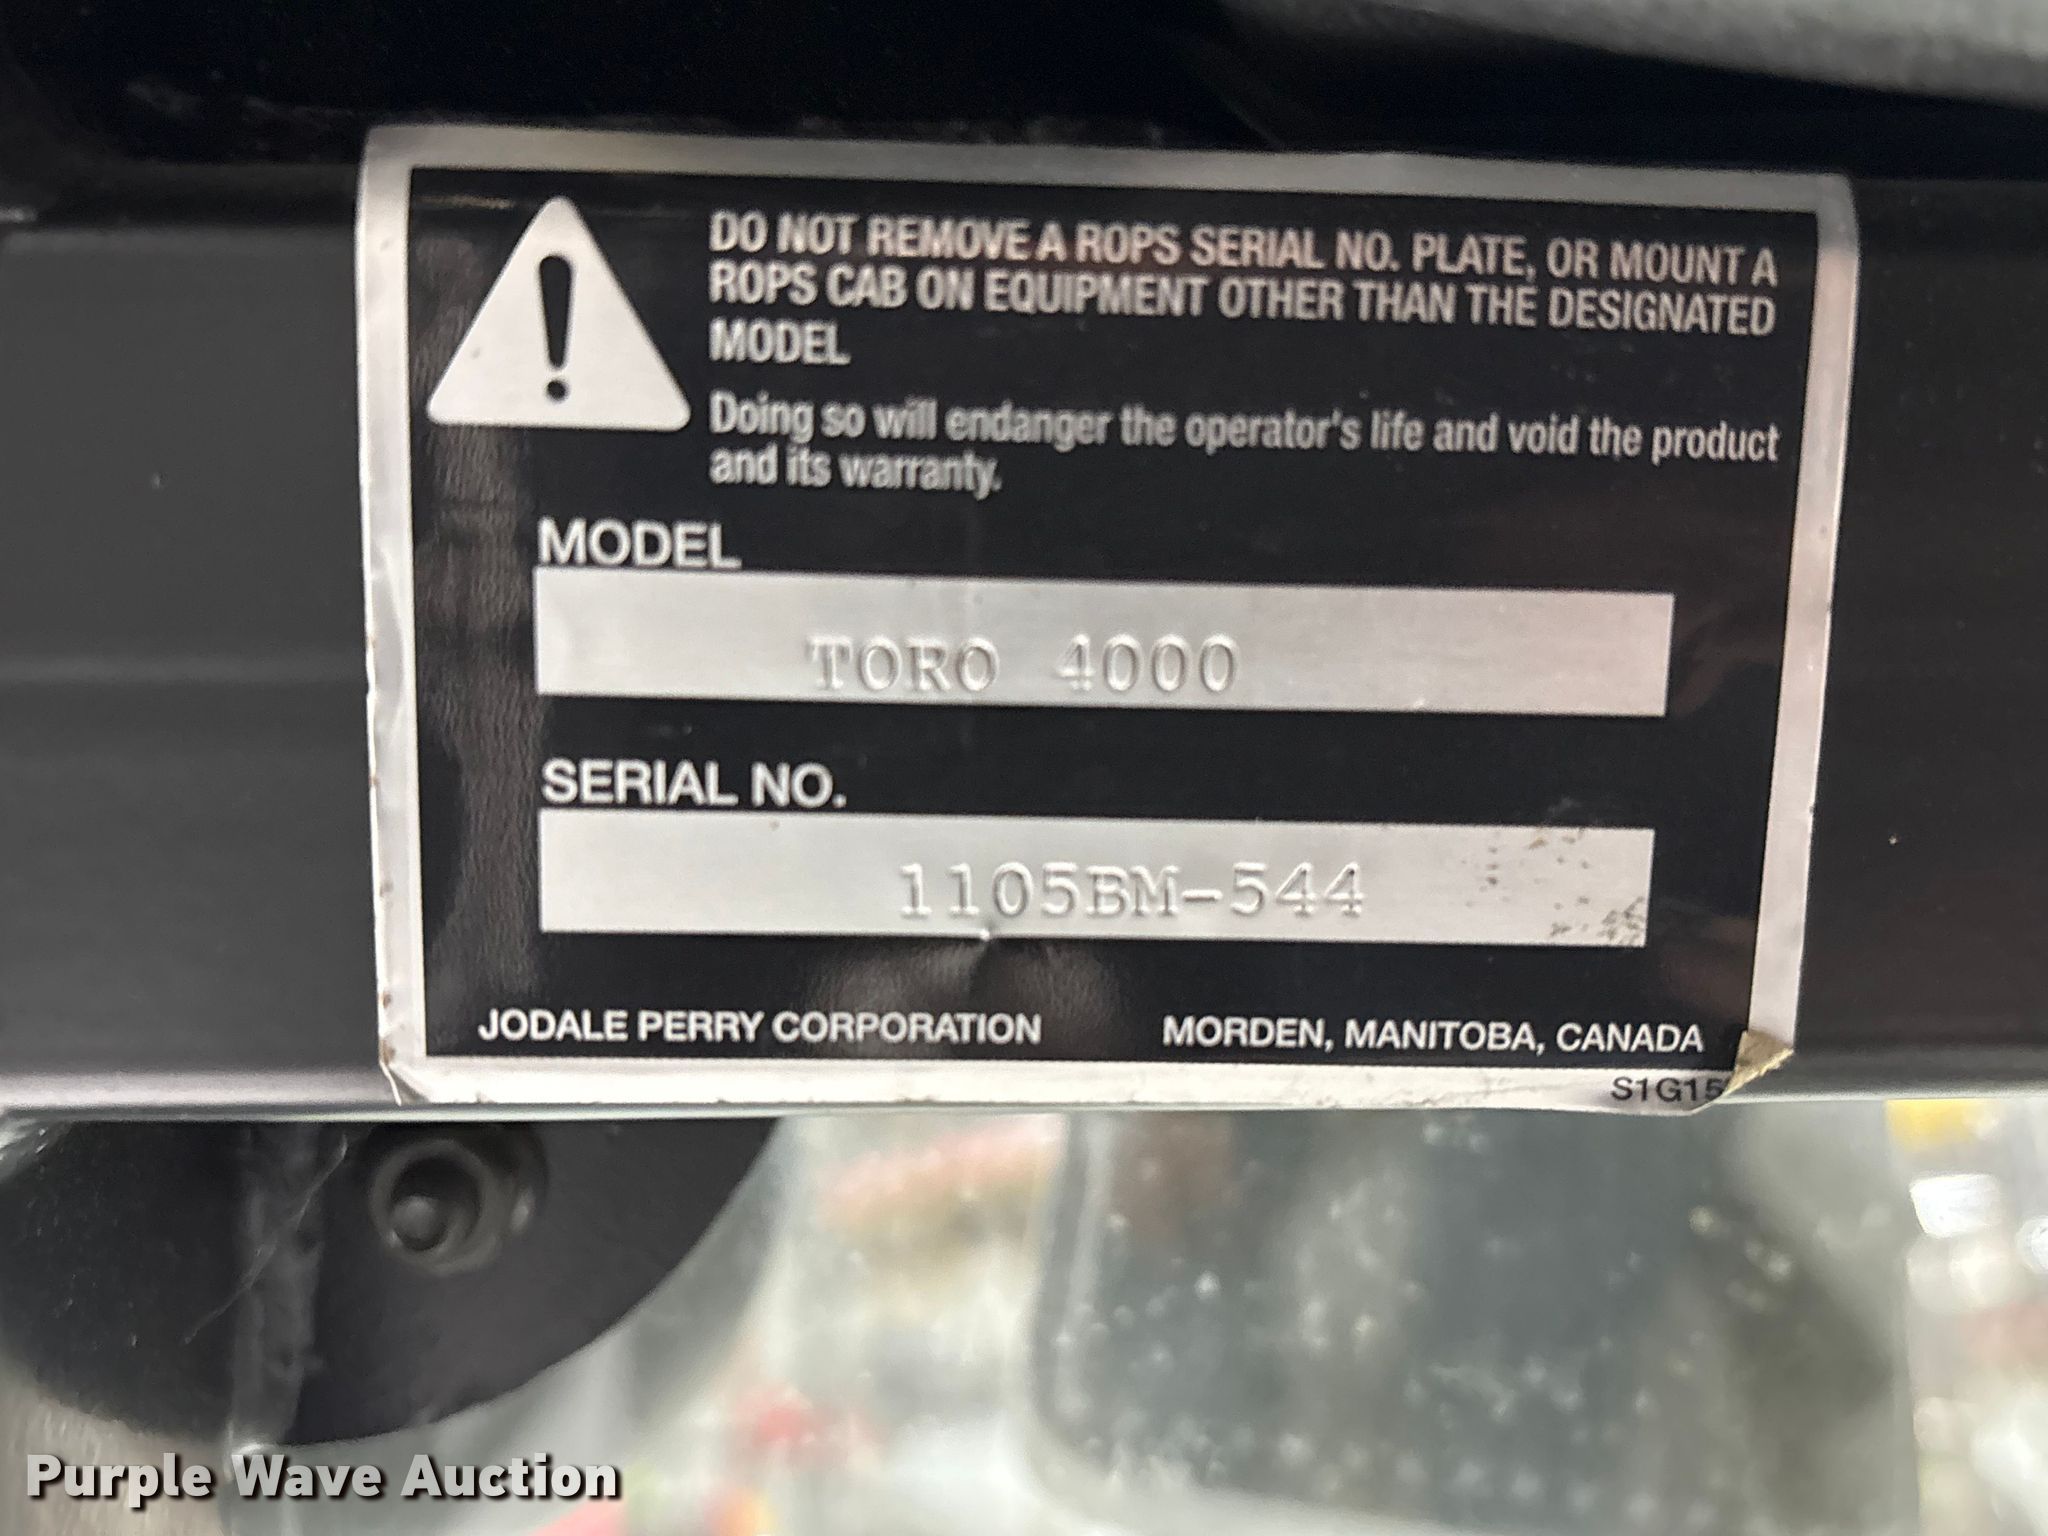 DO NOT REMOVE A ROPS SERIAL NO. PLATE, OR MOUNT A
ROPS CAB ON EQUIPMENT OTHER THAN THE DESIGNATED
MODEL
Doing so will endanger the operator's life and void the product
and its warranty.
MODEL
TORO 4000
SERIAL NO.
1105BM-544
JODALE PERRY CORPORATION MORDEN, MANITOBA, CANADA
S1G15
Purple Wave Auction